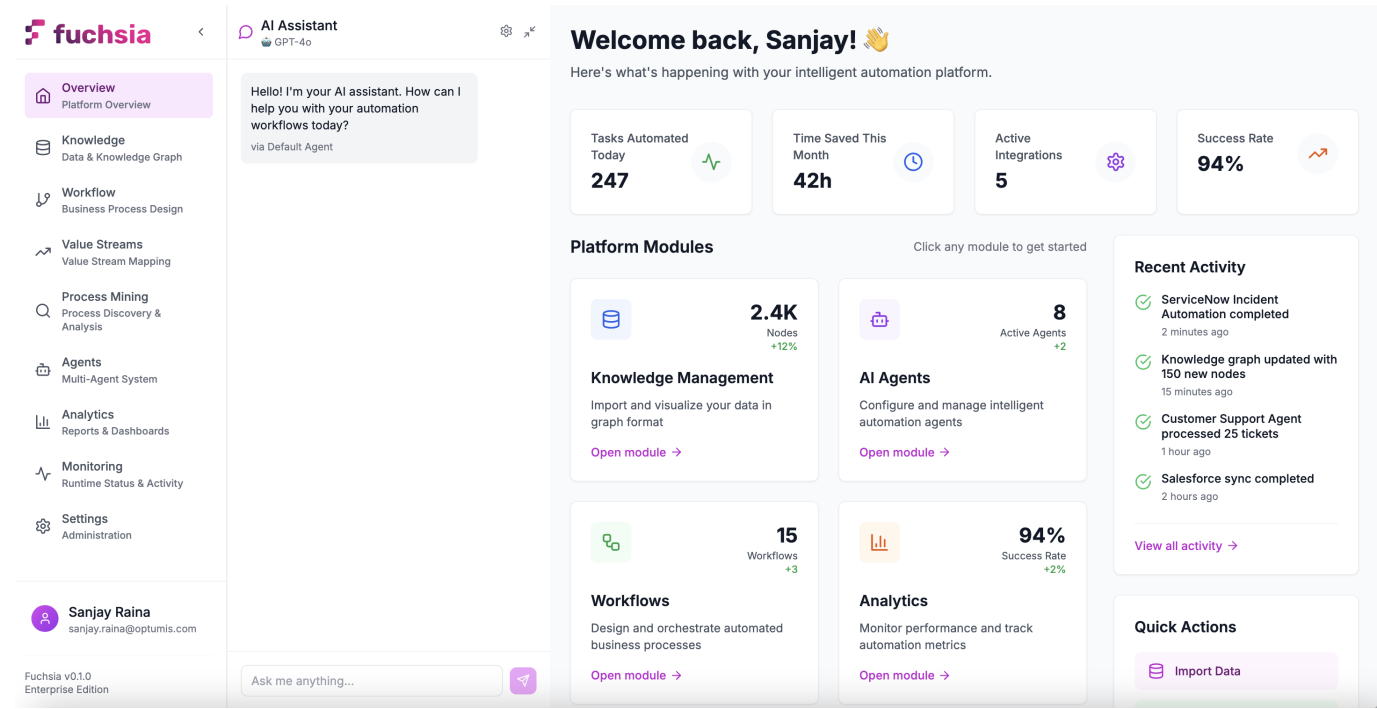 fuchsia
Overview
Platform Overview
Knowledge
Data & Knowledge Graph
Workflow
Business Process Design
Value Streams
Value Stream Mapping
Process Mining
Process Discovery &
Analysis
Agents
Multi-Agent System
Analytics
Reports & Dashboards
Monitoring
Runtime Status & Activity
Settings
Administration
Sanjay Raina
sanjay.raina@optumis.com
Fuchsia v0.1.0
Enterprise Edition
AI Assistant
GPT-4o
Hello! I'm your AI assistant. How can I
help you with your automation
workflows today?
via Default Agent
Ask me anything...
Welcome back, Sanjay! 👋
Here's what's happening with your intelligent automation platform.
Tasks Automated
Today
247
Time Saved This
Month
42h
Active
Integrations
5
Success Rate
94%
Platform Modules
Click any module to get started
2.4K
Nodes
+12%
Knowledge Management
Import and visualize your data in
graph format
Open module →
8
Active Agents
+2
AI Agents
Configure and manage intelligent
automation agents
Open module →
15
Workflows
+3
Workflows
Design and orchestrate automated
business processes
Open module →
94%
Success Rate
+2%
Analytics
Monitor performance and track
automation metrics
Open module →
Recent Activity
ServiceNow Incident
Automation completed
2 minutes ago
Knowledge graph updated with
150 new nodes
15 minutes ago
Customer Support Agent
processed 25 tickets
1 hour ago
Salesforce sync completed
2 hours ago
View all activity →
Quick Actions
Import Data